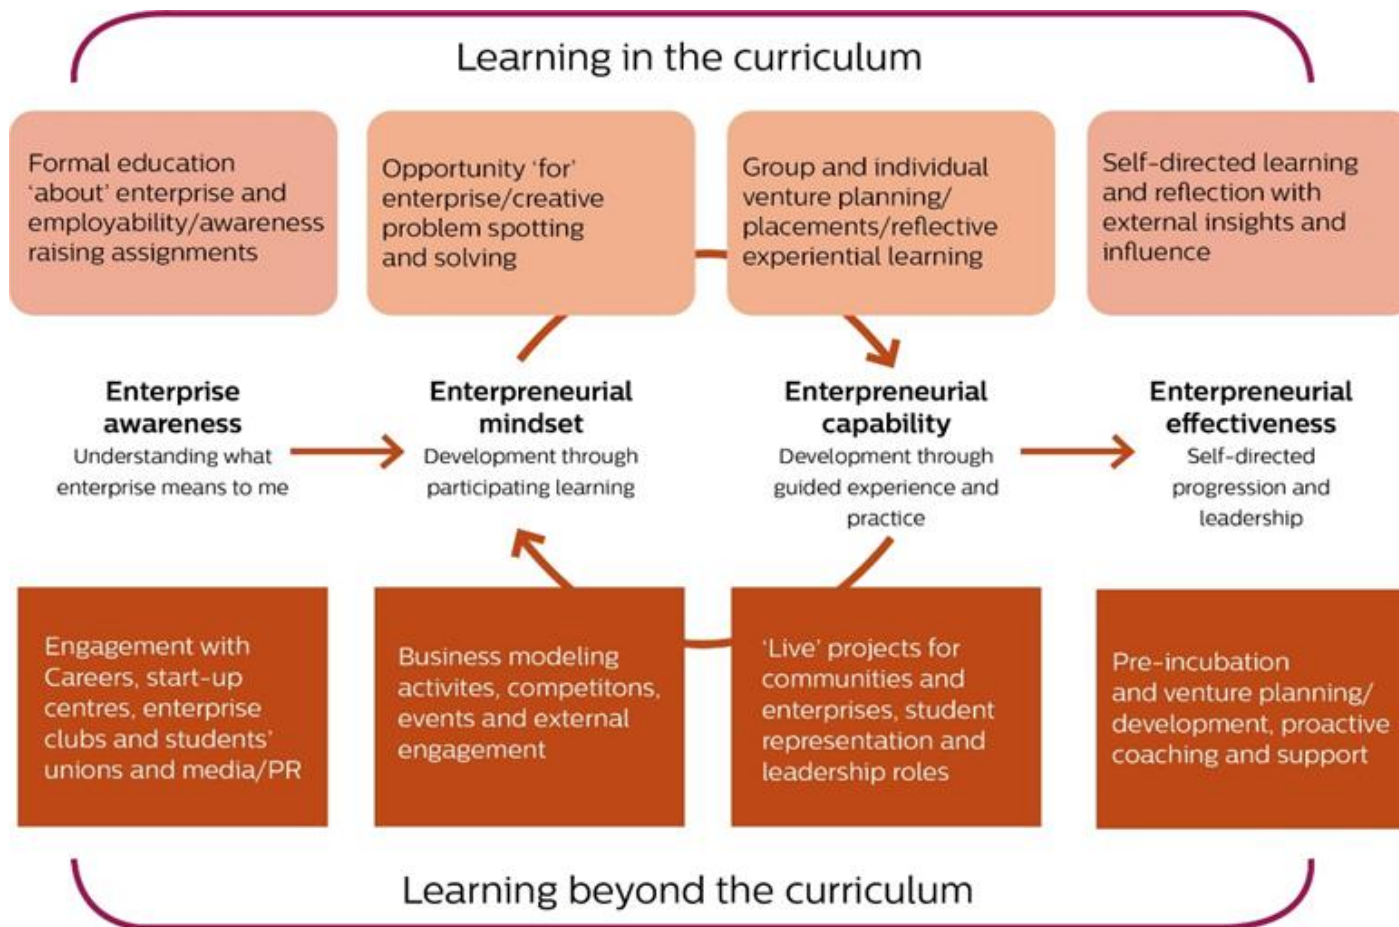 Learning in the curriculum
Formal education
‘about’ enterprise and
employability/awareness
raising assignments
Opportunity ‘for’
enterprise/creative
problem spotting
and solving
Group and individual
venture planning/
placements/reflective
experiential learning
Self-directed learning
and reflection with
external insights and
influence
Enterprise
awareness
Understanding what
enterprise means to me
Enterpreneurial
mindset
Development through
participating learning
Enterpreneurial
capability
Development through
guided experience and
practice
Enterpreneurial
effectiveness
Self-directed
progression and
leadership
Engagement with
Careers, start-up
centres, enterprise
clubs and students’
unions and media/PR
Business modeling
activites, competitons,
events and external
engagement
‘Live’ projects for
communities and
enterprises, student
representation and
leadership roles
Pre-incubation
and venture planning/
development, proactive
coaching and support
Learning beyond the curriculum